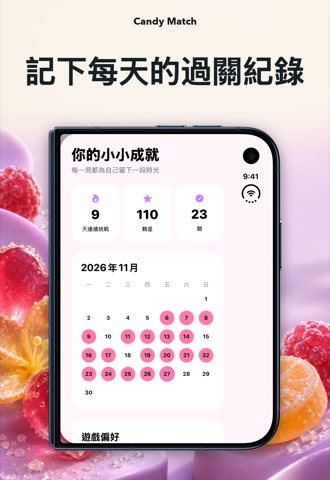 Candy Match
記下每天的過關紀錄
你的小小成就
每一局都為自己留下一段時光
9:41
9 110 23
天連續挑戰 顆星 關
2026年11月
一 二 三 四 五 六 日
1
2 3 4 5 6 7 8
9 10 11 12 13 14 15
16 17 18 19 20 21 22
23 24 25 26 27 28 29
30
遊戲偏好